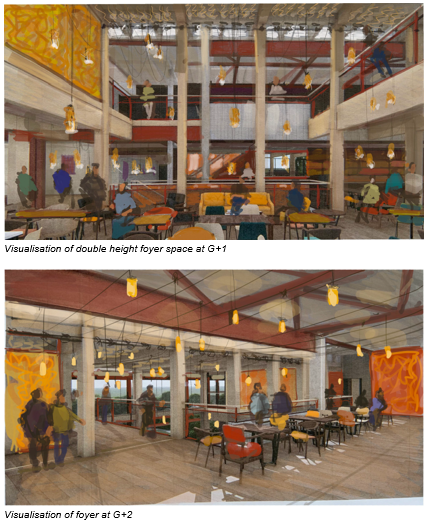 Visualisation of double height foyer space at G+1
Visualisation of foyer at G+2